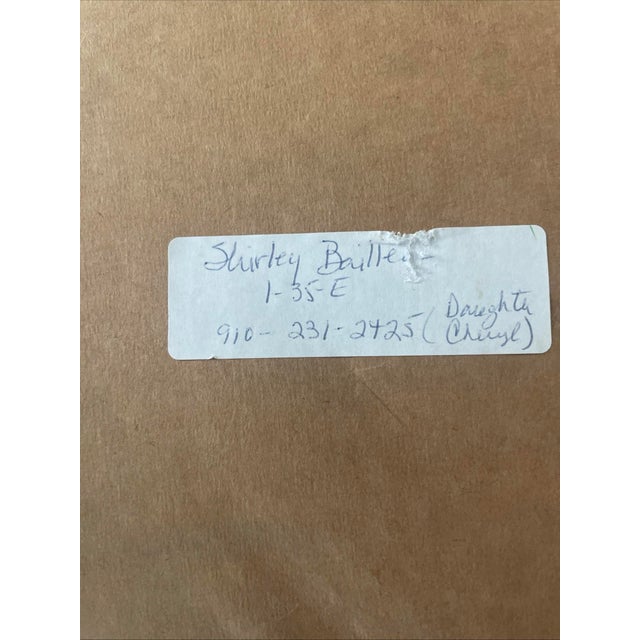 Shirley
1-35-E
910- 231-2425 (Daughter
Cheryl)